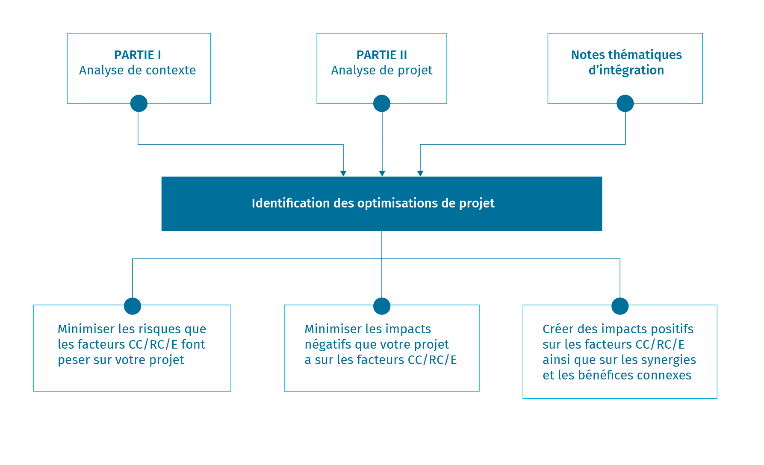 PARTIE I
Analyse de contexte
PARTIE II
Analyse de projet
Notes thématiques
d'intégration
Identification des optimisations de projet
Minimiser les risques que
les facteurs CC/RC/E font
peser sur votre projet
Minimiser les impacts
négatifs que votre projet
a sur les facteurs CC/RC/E
Créer des impacts positifs
sur les facteurs CC/RC/E
ainsi que sur les synergies
et les bénéfices connexes